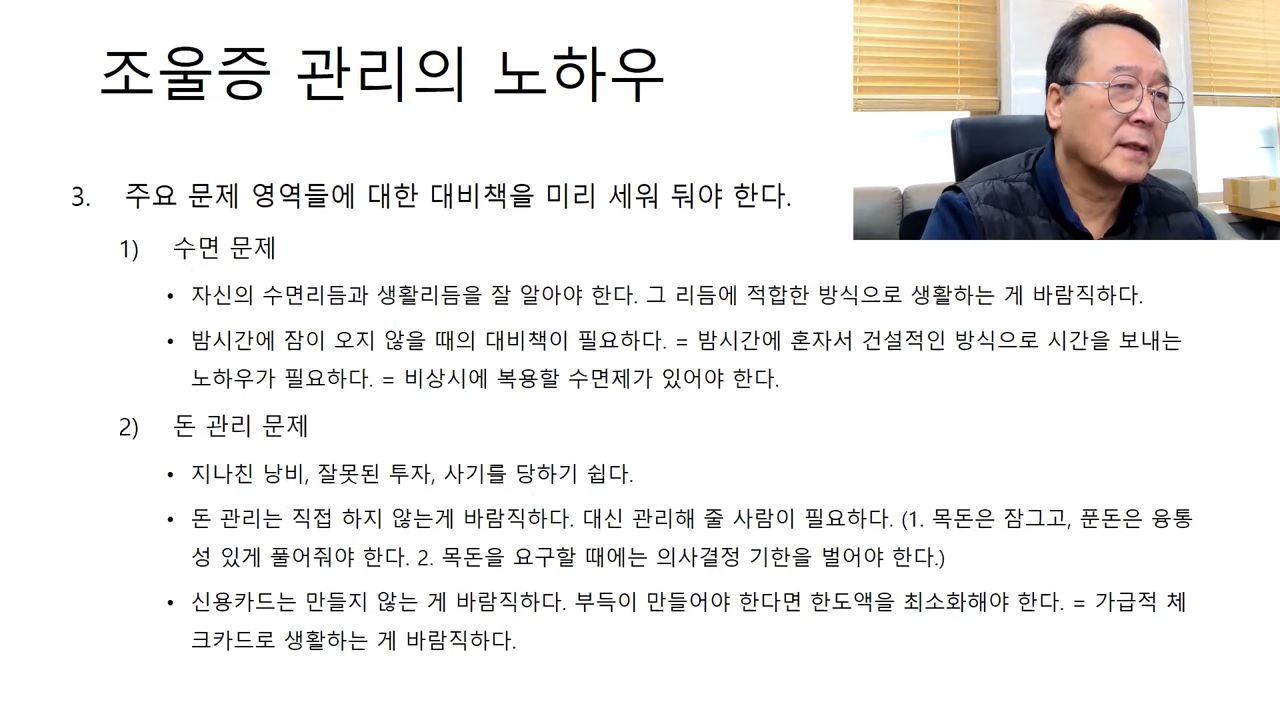 조울증 관리의 노하우
3. 주요 문제 영역들에 대한 대비책을 미리 세워 둬야 한다.
1) 수면 문제
• 자신의 수면리듬과 생활리듬을 잘 알아야 한다. 그 리듬에 적합한 방식으로 생활하는 게 바람직하다.
• 밤시간에 잠이 오지 않을 때의 대비책이 필요하다. = 밤시간에 혼자서 건설적인 방식으로 시간을 보내는
노하우가 필요하다. = 비상시에 복용할 수면제가 있어야 한다.
2) 돈 관리 문제
• 지나친 낭비, 잘못된 투자, 사기를 당하기 쉽다.
• 돈 관리는 직접 하지 않는게 바람직하다. 대신 관리해 줄 사람이 필요하다. (1. 목돈은 잠그고, 푼돈은 융통
성 있게 풀어줘야 한다. 2. 목돈을 요구할 때에는 의사결정 기한을 벌어야 한다.)
• 신용카드는 만들지 않는 게 바람직하다. 부득이 만들어야 한다면 한도액을 최소화해야 한다. = 가급적 체
크카드로 생활하는 게 바람직하다.